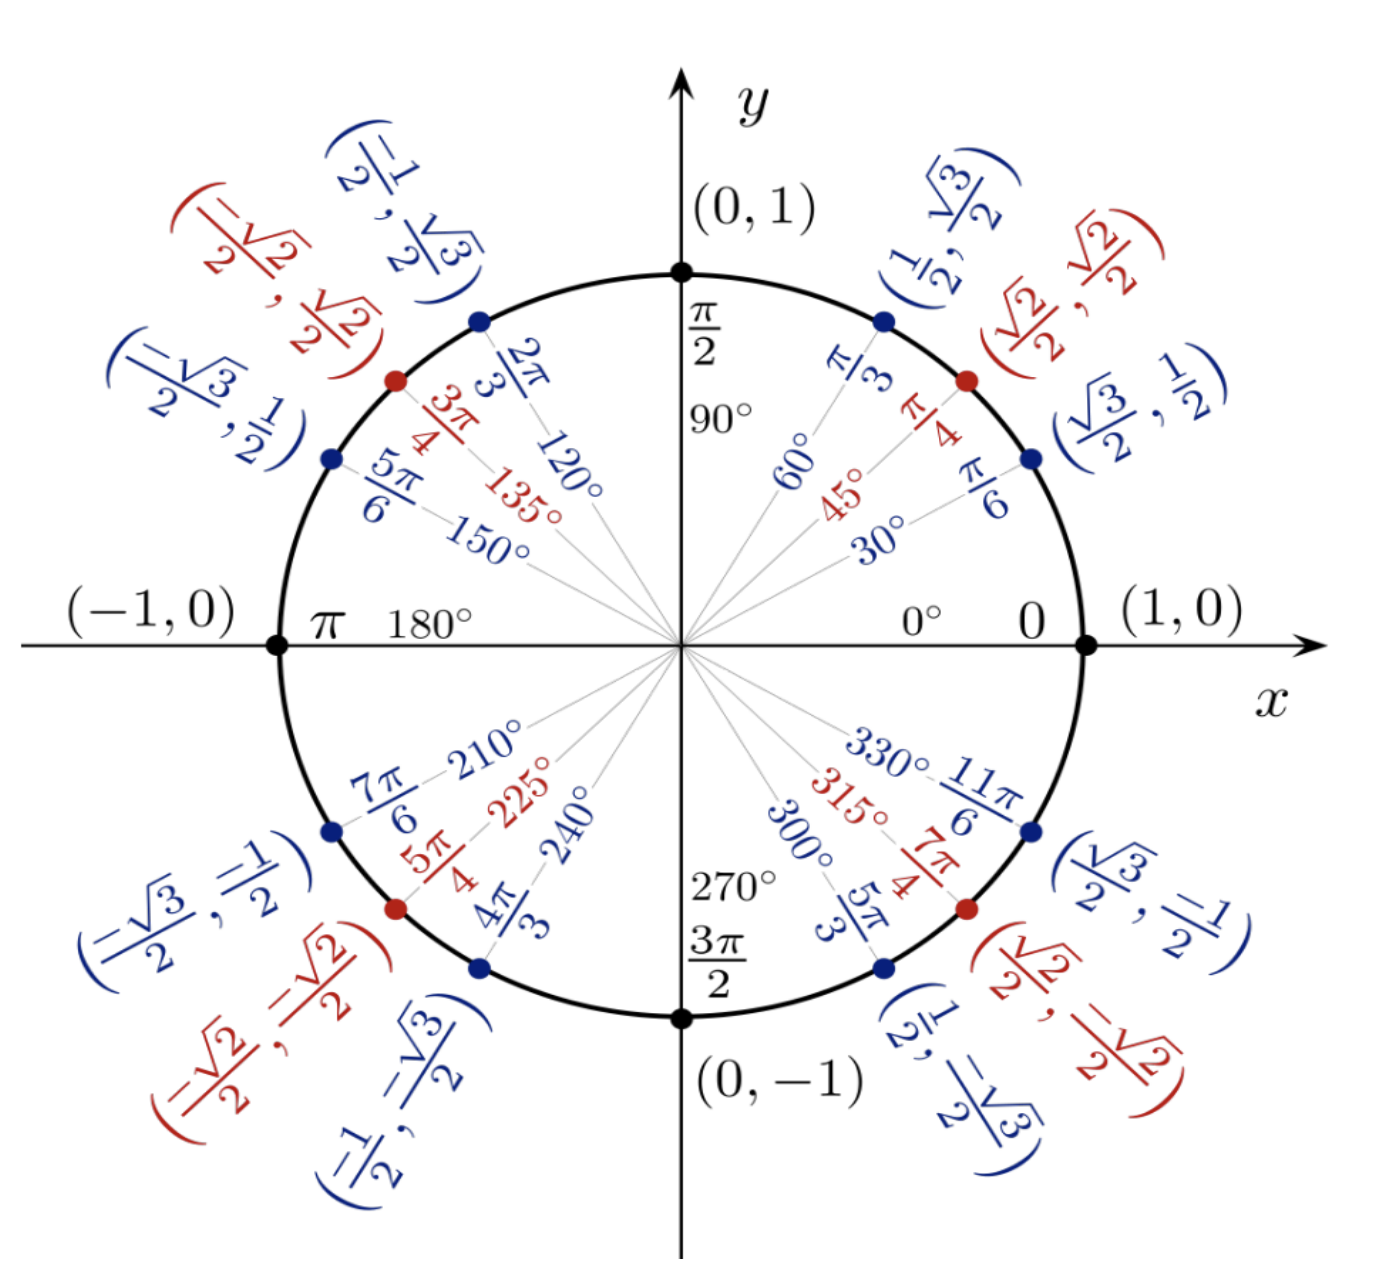 y
(0, 1)
π/2
90°
(1/2, √3/2)
π/3
60°
(√2/2, √2/2)
π/4
45°
(√3/2, 1/2)
π/6
30°
(−1/2, √3/2)
2π/3
120°
(−√2/2, √2/2)
3π/4
135°
(−√3/2, 1/2)
5π/6
150°
(−1, 0) π 180° 0° 0 (1, 0)
x
7π/6 210°
(−√3/2, −1/2)
5π/4 225°
(−√2/2, −√2/2)
4π/3 240°
(−1/2, −√3/2)
270°
3π/2
(0, −1)
300° 5π/3
(1/2, −√3/2)
315° 7π/4
(√2/2, −√2/2)
330° 11π/6
(√3/2, −1/2)